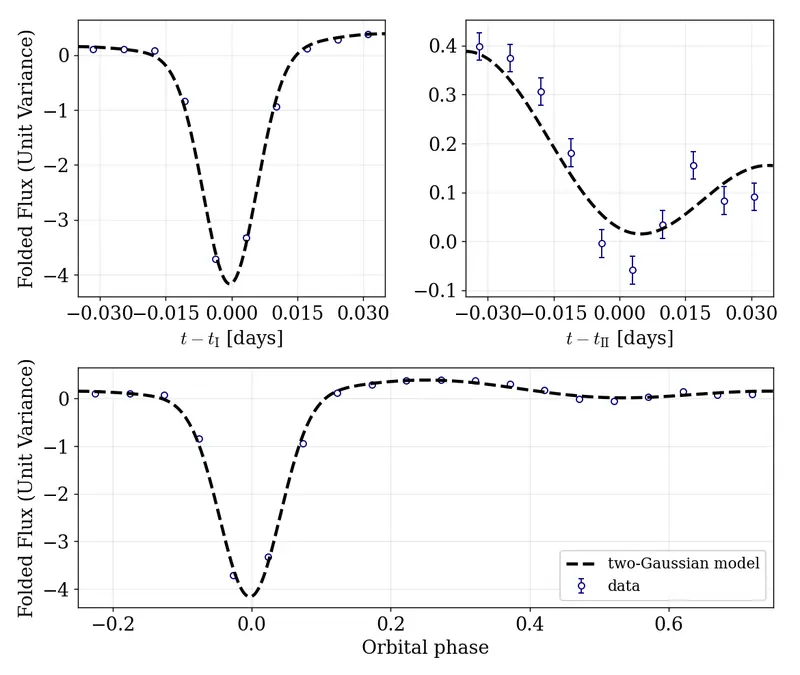 Folded Flux (Unit Variance)
0
−1
−2
−3
−4
−0.030 −0.015 0.000 0.015 0.030
t − t_I [days]
0.4
0.3
0.2
0.1
0.0
−0.1
−0.030 −0.015 0.000 0.015 0.030
t − t_II [days]
Folded Flux (Unit Variance)
0
−1
−2
−3
−4
−0.2 0.0 0.2 0.4 0.6
Orbital phase
two-Gaussian model
data